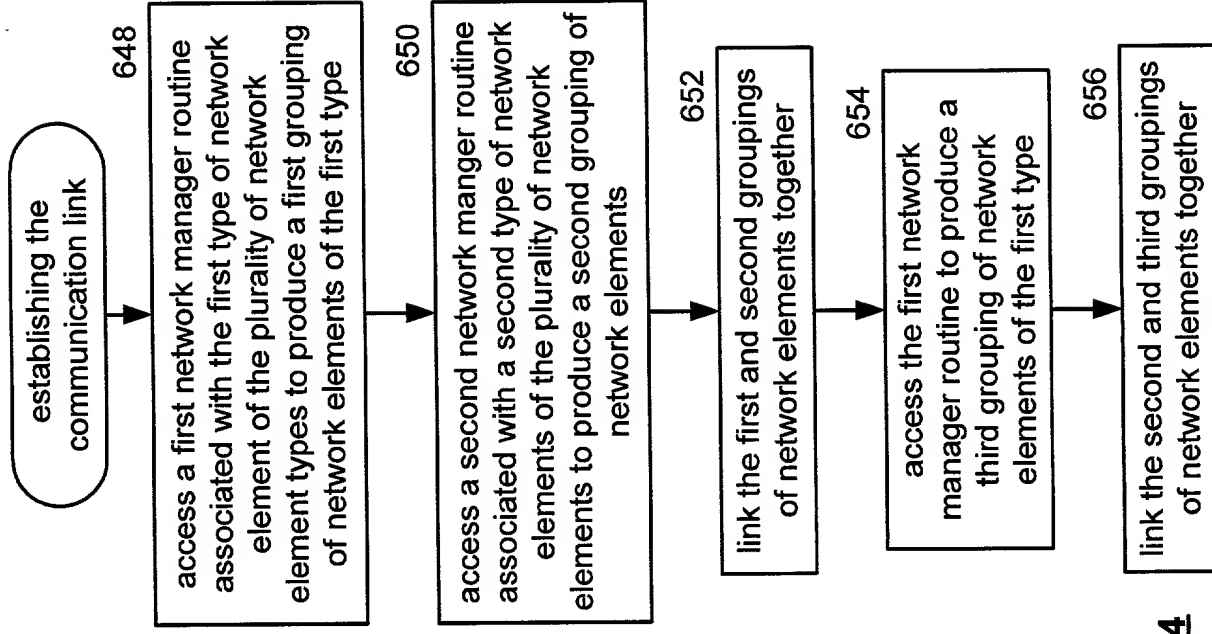 establishing the
communication link
648
access a first network manager routine
associated with the first type of network
element of the plurality of network
element types to produce a first grouping
of network elements of the first type
650
access a second network manger routine
associated with a second type of network
elements of the plurality of network
elements to produce a second grouping of
network elements
652
link the first and second groupings
of network elements together
654
access the first network
manager routine to produce a
third grouping of network
elements of the first type
656
link the second and third groupings
of network elements together
4